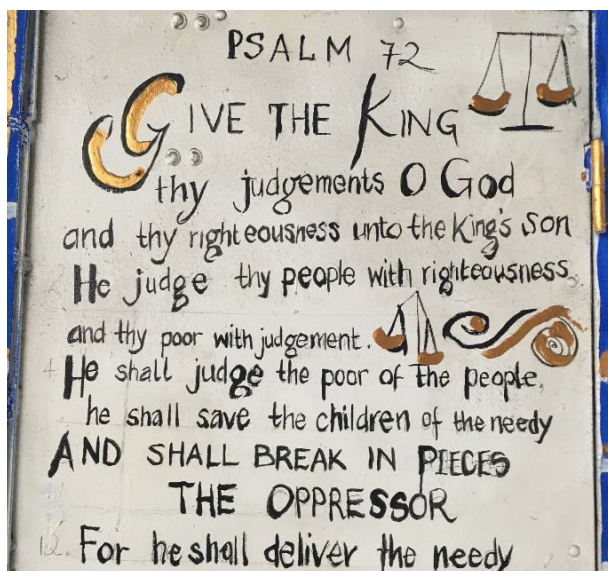 PSALM 72
GIVE THE KING
thy judgements O God
and thy righteousness unto the King's Son
He judge thy people with righteousness
and thy poor with judgement.
4. He shall judge the poor of the people.
he shall save the children of the needy
AND SHALL BREAK IN PIECES
THE OPPRESSOR
12. For he shall deliver the needy